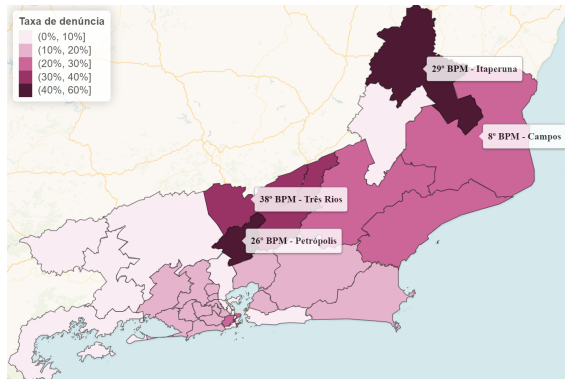 Taxa de denúncia
(0%, 10%]
(10%, 20%]
(20%, 30%]
(30%, 40%]
(40%, 60%]
29º BPM - Itaperuna
8º BPM - Campos
38º BPM - Três Rios
26º BPM - Petrópolis